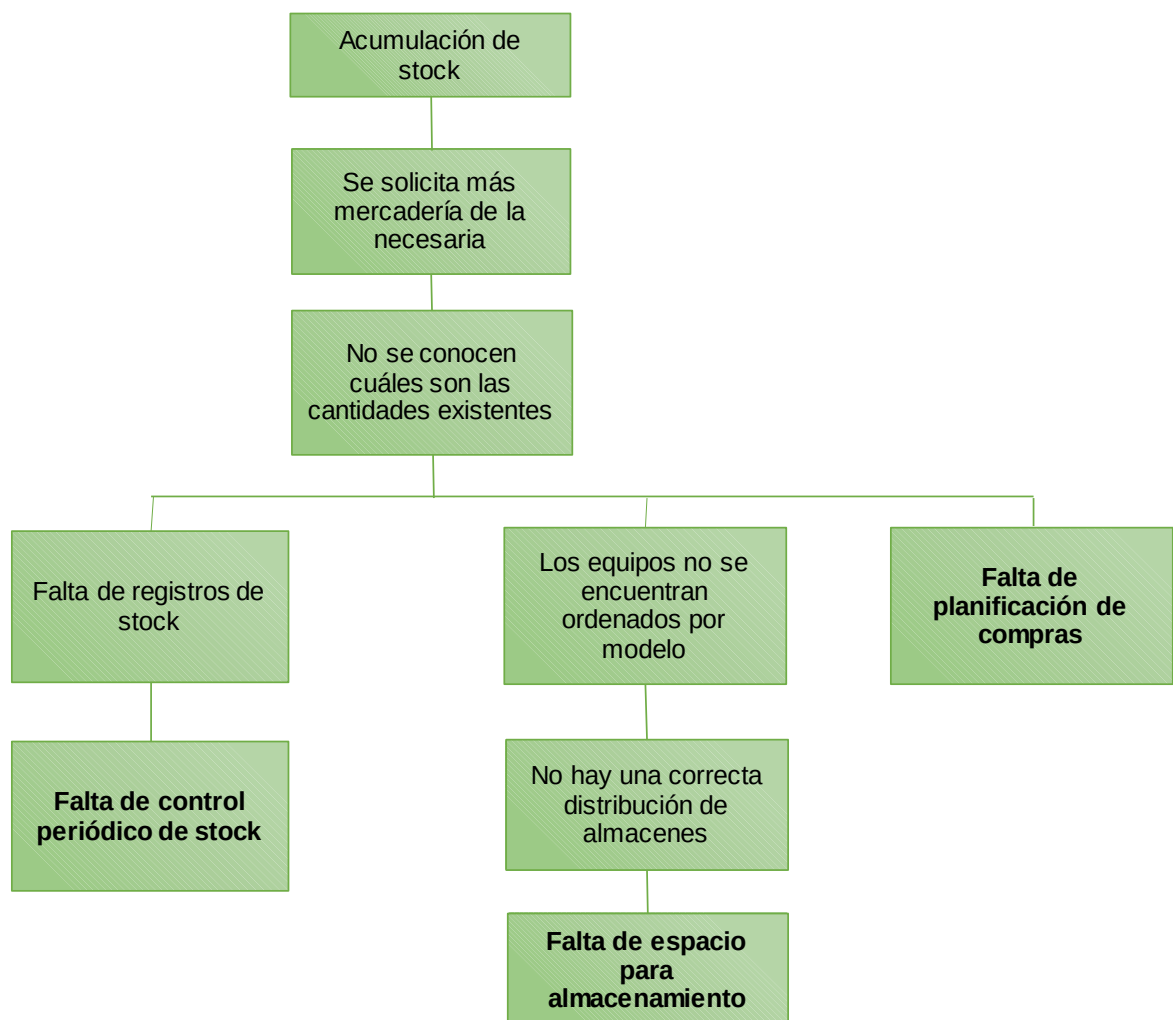 Acumulación de
stock
Se solicita más
mercadería de la
necesaria
No se conocen
cuáles son las
cantidades existentes
Falta de registros de
stock
Los equipos no se
encuentran
ordenados por
modelo
Falta de
planificación de
compras
Falta de control
periódico de stock
No hay una correcta
distribución de
almacenes
Falta de espacio
para
almacenamiento